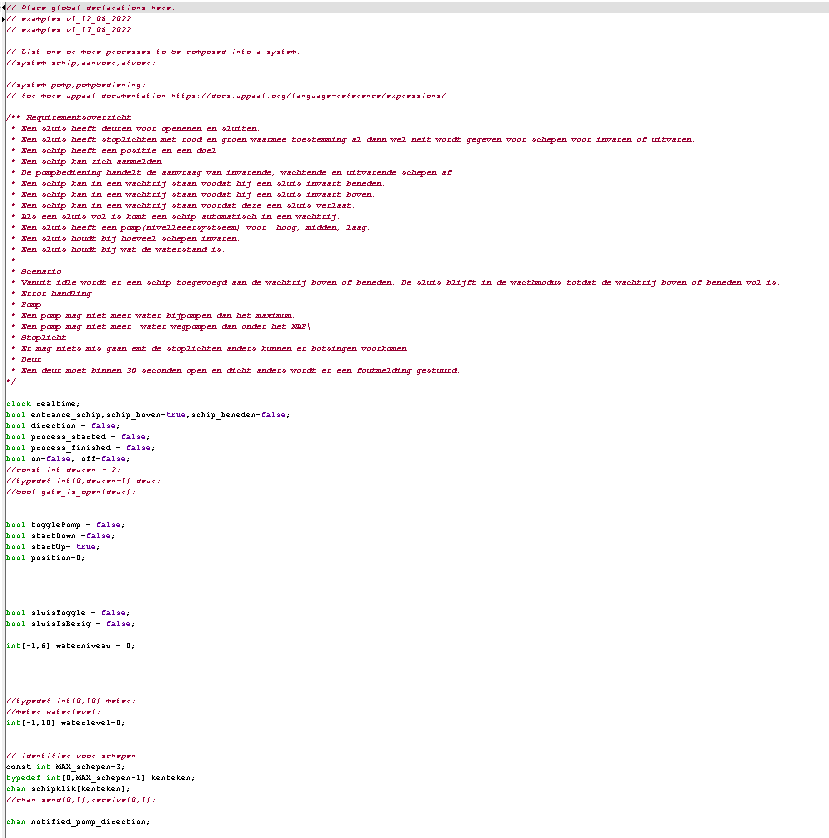 // Place global declarations here.
// examples v1_12_06_2022
// examples v1_17_06_2022
// List one or more processes to be composed into a system.
//system schip,aanvoer,afvoer;
//system pomp,pompbediening;
// for more uppaal documentation https://docs.uppaal.org/language-reference/expressions/
/** Requirementsoverzicht
* Een sluis heeft deuren voor openenen en sluiten.
* Een sluis heeft stoplichten met rood en groen waarmee toestemming al dann wel neit wordt gegeven voor schepen voor invaren of uitvaren.
* Een schip heeft een positie en een doel
* Een schip kan zich aanmelden
* De pompbediening handelt de aanvraag van invarende, wachtende en uitvarende schepen af
* Een schip kan in een wachtrij staan voodat hij een sluis invaart beneden.
* Een schip kan in een wachtrij staan voodat hij een sluis invaart boven.
* Een schip kan in een wachtrij staan voordat deze een sluis verlaat.
* Als een sluis vol is komt een schip automatisch in een wachtrij.
* Een sluis heeft een pomp(nivelleersysteem) voor  hoog, midden, laag.
* Een sluis houdt bij hoeveel schepen invaren.
* Een sluis houdt bij wat de waterstand is.
*
* Scenario
* Vanuit idle wordt er een schip toegevoegd aan de wachtrij boven of beneden. De sluis blijft in de wacthmodus totdat de wachtrij boven of beneden vol is.
* Error handling
* Pomp
* Een pomp mag niet meer water bijpompen dan het maximum.
* Een pomp mag niet meer  water wegpompen dan onder het NAP\
* Stoplicht
* Er mag niets mis gaan emt de stoplichten anders kunnen er botsingen voorkomen
* Deur
* Een deur moet binnen 30 seconden open en dicht anders wordt er een foutmelding gestuurd.
*/
clock realtime;
bool entrance_schip,schip_boven=true,schip_beneden=false;
bool direction = false;
bool process_started = false;
bool process_finished = false;
bool on=false, off=false;
//const int deuren = 2;
//typedef int[0,deuren-1] deur;
//bool gate_is_open[deur];
bool togglePomp = false;
bool startDown =false;
bool startUp= true;
bool position=0;
bool sluisToggle = false;
bool sluisIsBezig = false;
int[-1,6] waterniveau = 0;
//typedef int[0,10] meter;
//meter waterlevel;
int[-1,10] waterlevel=0;
// identifier voor schepen
const int MAX_schepen=3;
typedef int[0,MAX_schepen-1] kenteken;
chan schipklik[kenteken];
//chan send[0,1],receive[0,1];
chan notified_pomp_direction;